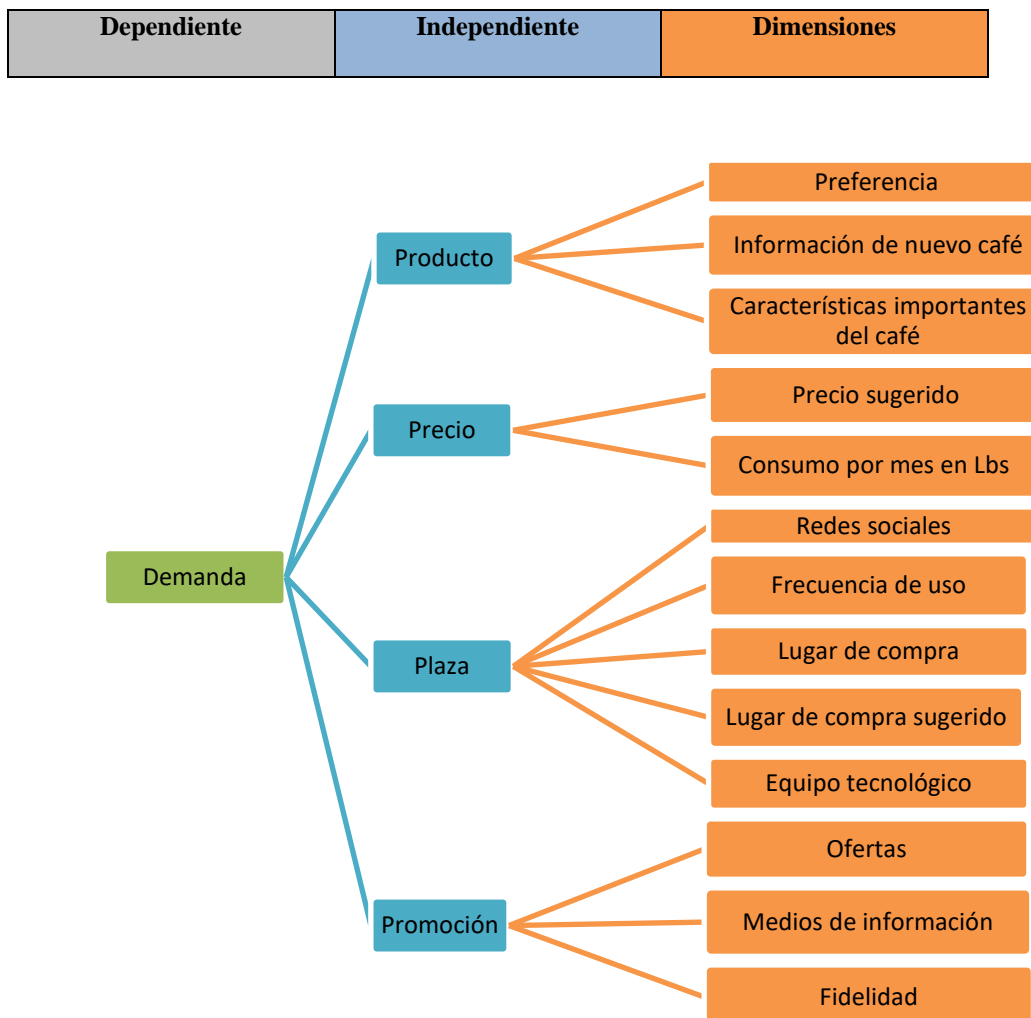 Dependiente
Independiente
Dimensiones
Demanda
Producto
Preferencia
Información de nuevo café
Característícas importantes
del café
Precio
Precio sugerido
Consumo por mes en Lbs
Plaza
Redes sociales
Frecuencia de uso
Lugar de compra
Lugar de compra sugerido
Equipo tecnológico
Promoción
Ofertas
Medios de información
Fidelidad